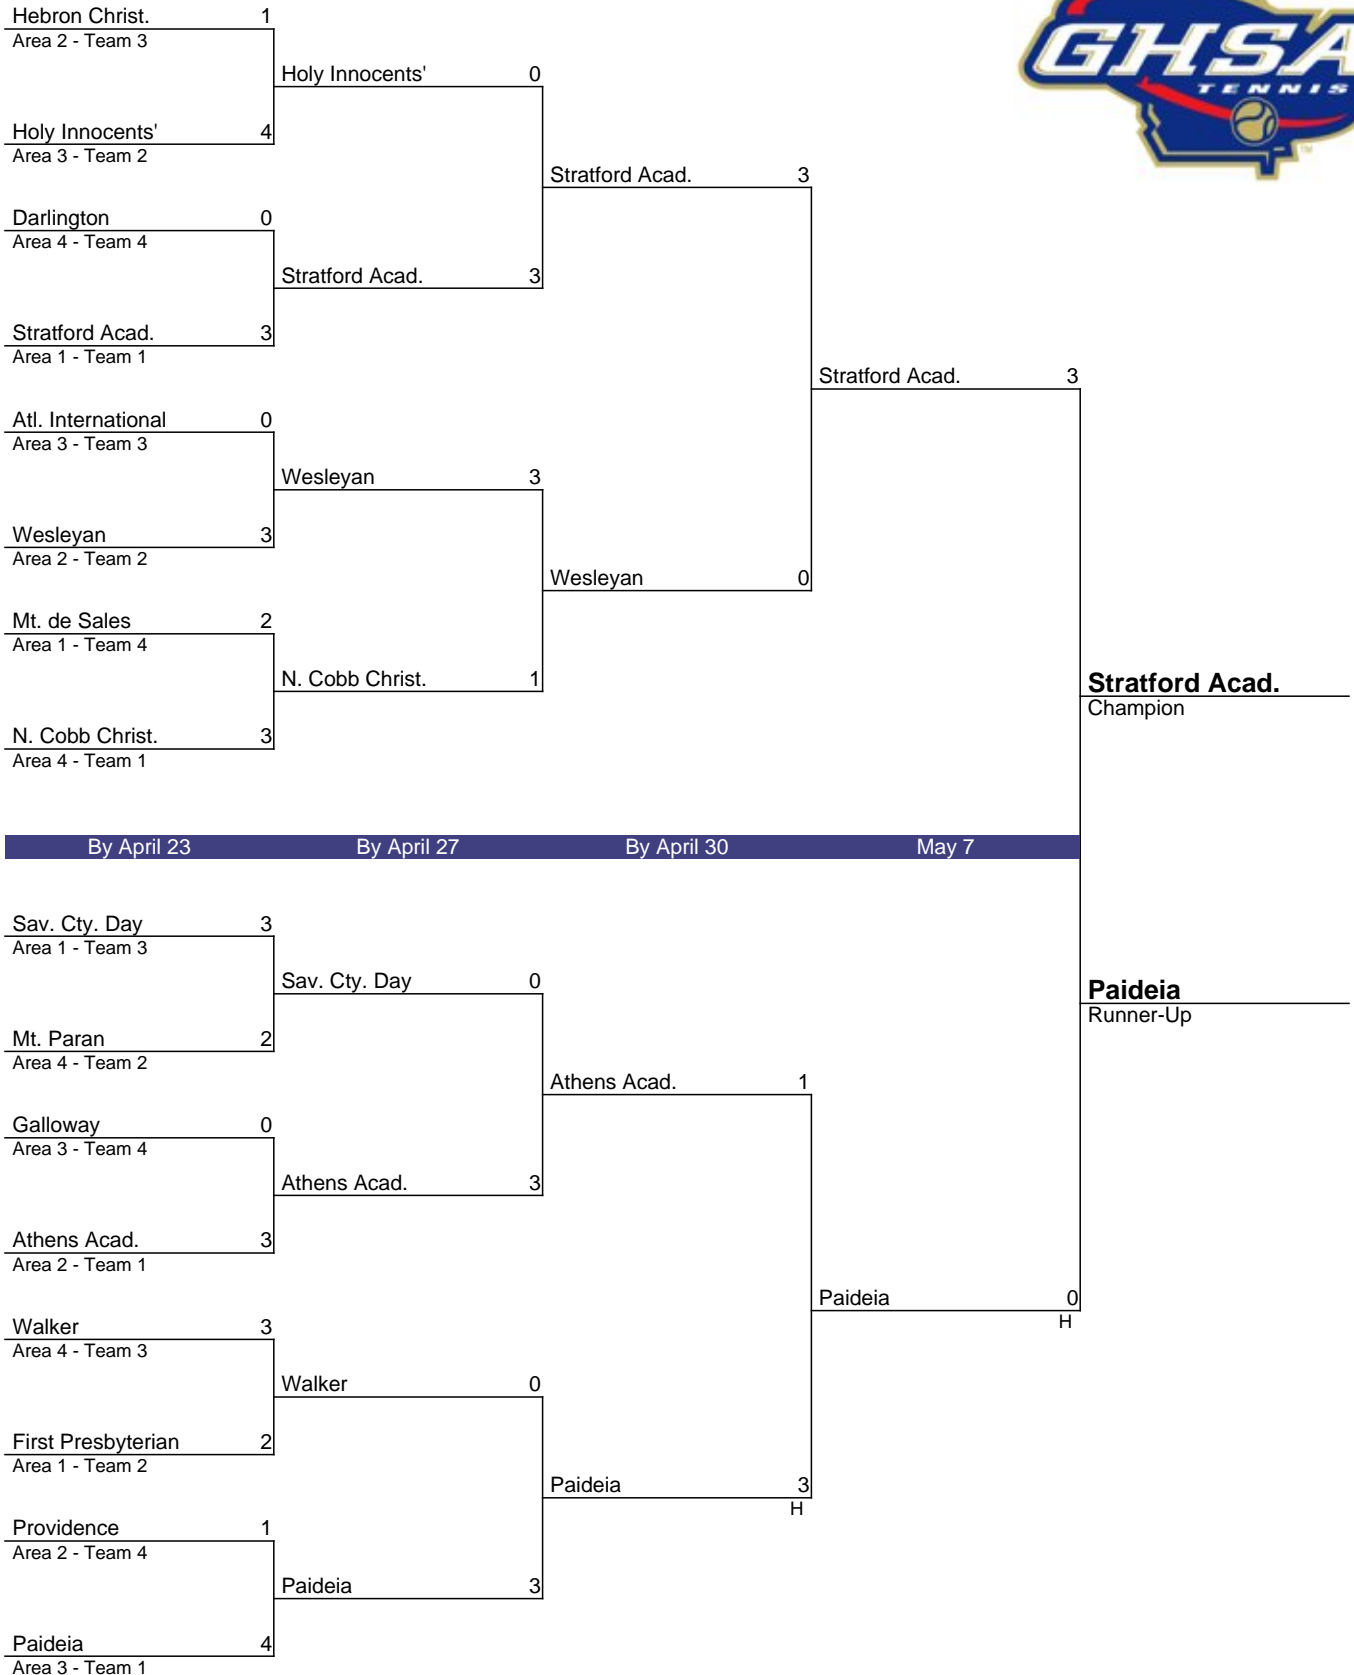 Hebron Christ. 1
Area 2 - Team 3
Holy Innocents' 0
Holy Innocents' 4
Area 3 - Team 2
GHSA
TENNIS
TM
Stratford Acad. 3
Darlington 0
Area 4 - Team 4
Stratford Acad. 3
Stratford Acad. 3
Area 1 - Team 1
Stratford Acad. 3
Atl. International 0
Area 3 - Team 3
Wesleyan 3
Wesleyan 3
Area 2 - Team 2
Wesleyan 0
Mt. de Sales 2
Area 1 - Team 4
N. Cobb Christ. 1
Stratford Acad.
Champion
N. Cobb Christ. 3
Area 4 - Team 1
By April 23 By April 27 By April 30 May 7
Sav. Cty. Day 3
Area 1 - Team 3
Sav. Cty. Day 0
Paideia
Runner-Up
Mt. Paran 2
Area 4 - Team 2
Athens Acad. 1
Galloway 0
Area 3 - Team 4
Athens Acad. 3
Athens Acad. 3
Area 2 - Team 1
Paideia 0
H
Walker 3
Area 4 - Team 3
Walker 0
First Presbyterian 2
Area 1 - Team 2
Paideia 3
H
Providence 1
Area 2 - Team 4
Paideia 3
Paideia 4
Area 3 - Team 1